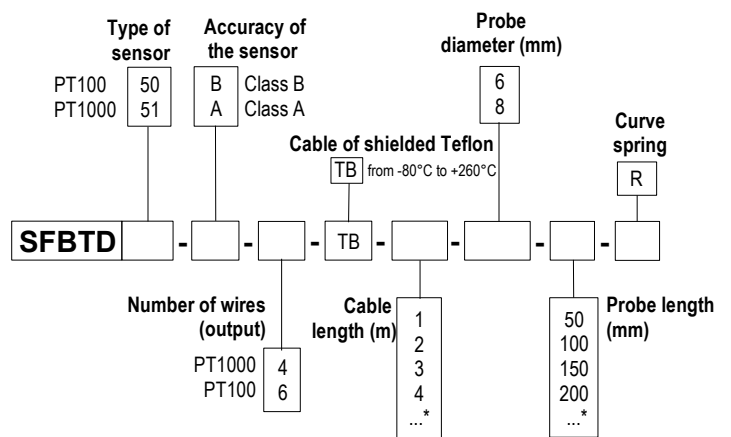 Type of
sensor
PT100 50
PT1000 51
Accuracy of
the sensor
B Class B
A Class A
Probe
diameter (mm)
6
8
Cable of shielded Teflon
TB from -80°C to +260°C
Curve
spring
R
SFBTD - - - TB - - - -
Number of wires
(output)
PT1000 4
PT100 6
Cable
length (m)
1
2
3
4
...*
50
100
150
200
...*
Probe length
(mm)